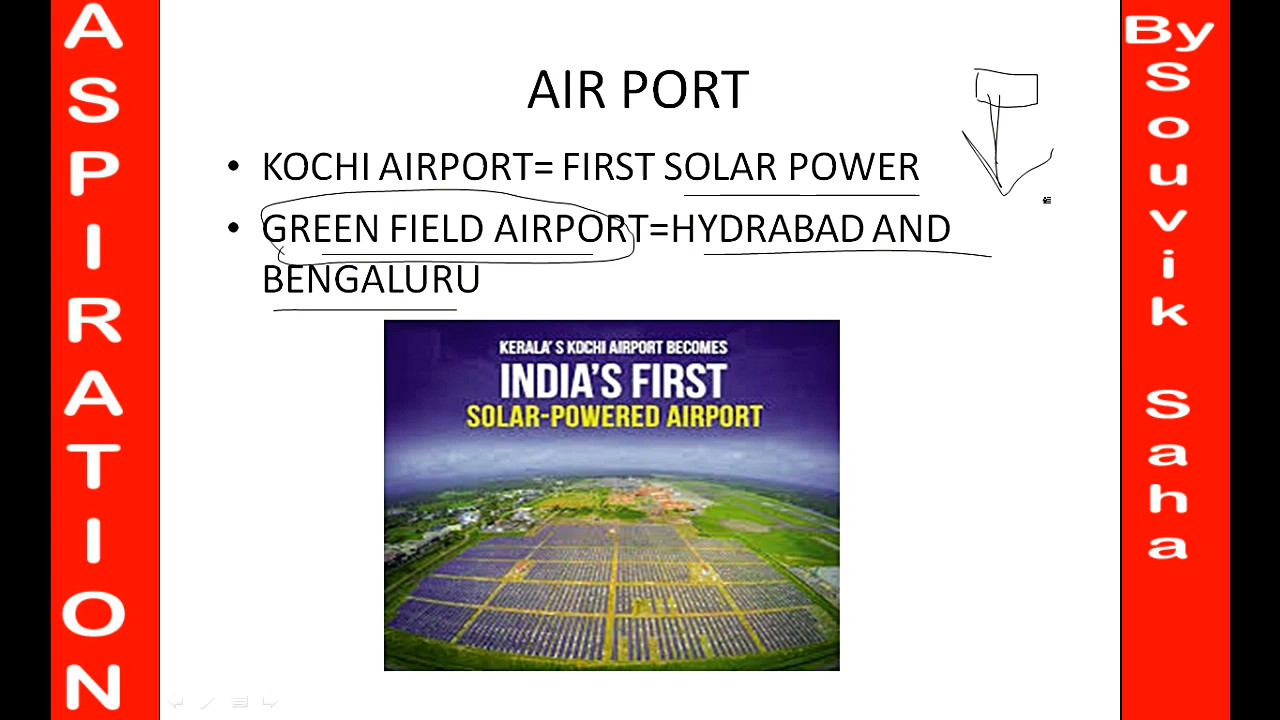 ASPIRATION
AIR PORT
• KOCHI AIRPORT= FIRST SOLAR POWER
• GREEN FIELD AIRPORT=HYDRABAD AND
BENGALURU
KERALA'S KOCHI AIRPORT BECOMES
INDIA'S FIRST
SOLAR-POWERED AIRPORT
By Souvik Saha